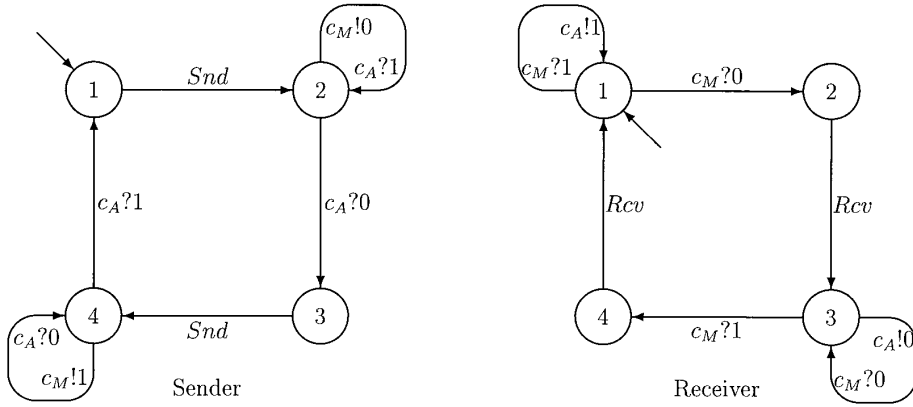 c_M!0
c_A?1
1
Snd
2
c_A?1
c_A?0
4
Snd
3
c_A?0
c_M!1
Sender
c_A!1
c_M?1
1
c_M?0
2
Rcv
Rcv
4
c_M?1
3
c_A!0
c_M?0
Receiver